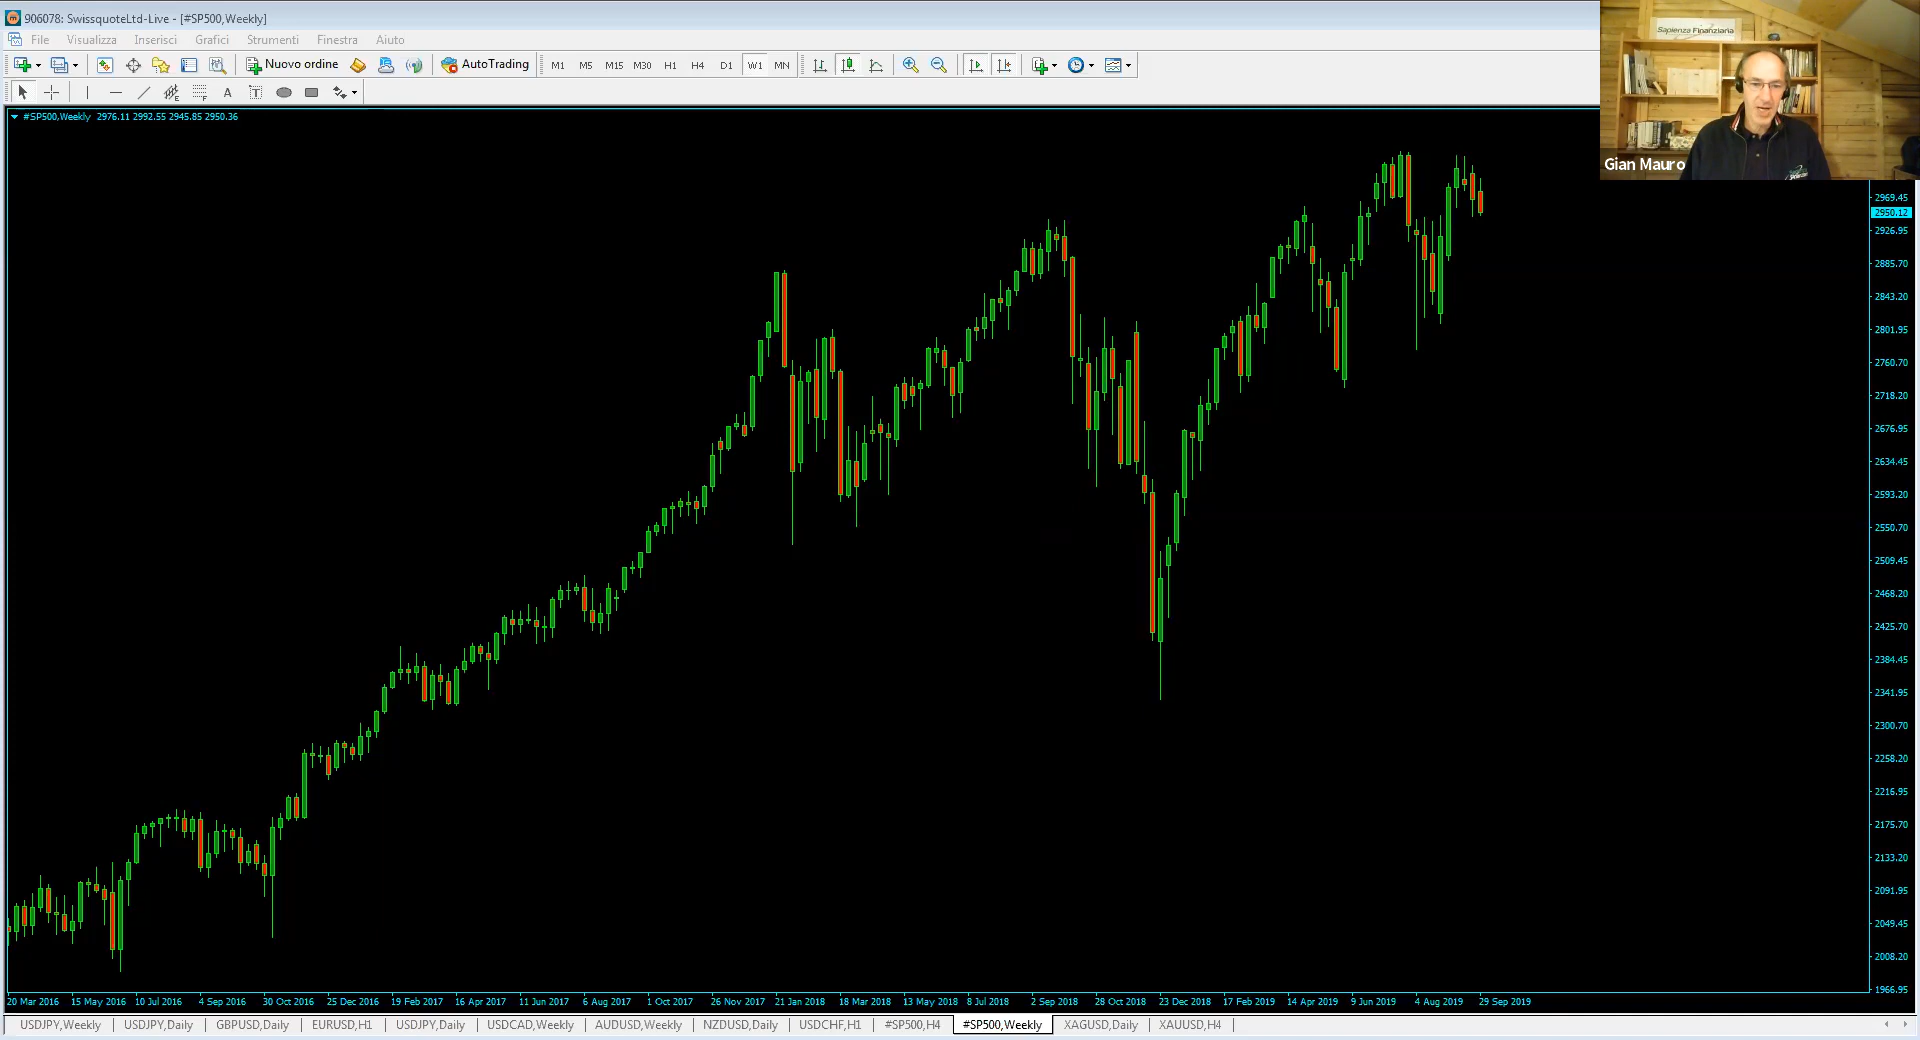 906078: SwissquoteLtd-Live - [#SP500,Weekly]
File Visualizza Inserisci Grafici Strumenti Finestra Aiuto
Nuovo ordine AutoTrading M1 M5 M15 M30 H1 H4 D1 W1 MN
A T
#SP500,Weekly 2976.11 2992.55 2945.85 2950.36
Sapienza Finanziaria
Gian Mauro
2969.45
2950.12
2926.95
2885.70
2843.20
2801.95
2760.70
2718.20
2676.95
2634.45
2593.20
2550.70
2509.45
2468.20
2425.70
2384.45
2341.95
2300.70
2258.20
2216.95
2175.70
2133.20
2091.95
2049.45
2008.20
1966.95
20 Mar 2016 15 May 2016 10 Jul 2016 4 Sep 2016 30 Oct 2016 25 Dec 2016 19 Feb 2017 16 Apr 2017 11 Jun 2017 6 Aug 2017 1 Oct 2017 26 Nov 2017 21 Jan 2018 18 Mar 2018 13 May 2018 8 Jul 2018 2 Sep 2018 28 Oct 2018 23 Dec 2018 17 Feb 2019 14 Apr 2019 9 Jun 2019 4 Aug 2019 29 Sep 2019
USDJPY,Weekly USDJPY,Daily GBPUSD,Daily EURUSD,H1 USDJPY,Daily USDCAD,Weekly AUDUSD,Weekly NZDUSD,Daily USDCHF,H1 #SP500,H4 #SP500,Weekly XAGUSD,Daily XAUUSD,H4